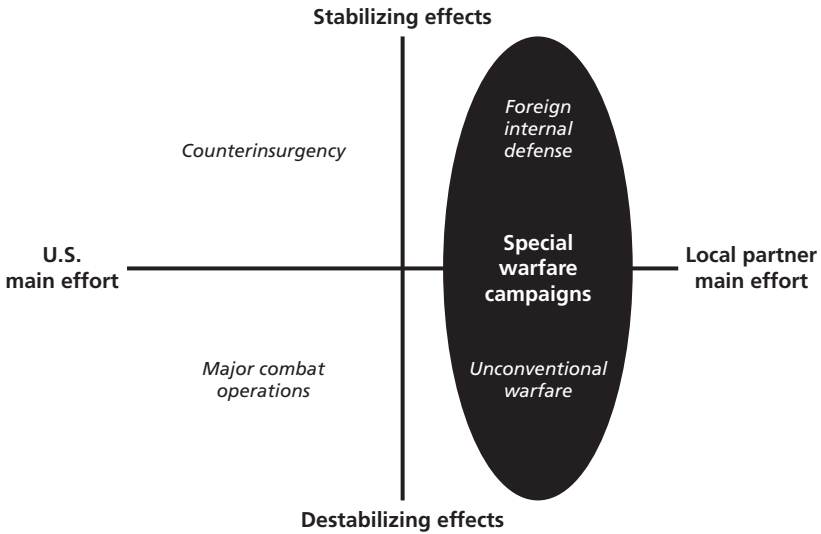 Stabilizing effects
Foreign
internal
defense
Counterinsurgency
U.S.
main effort
Special
warfare
campaigns
Local partner
main effort
Major combat
operations
Unconventional
warfare
Destabilizing effects